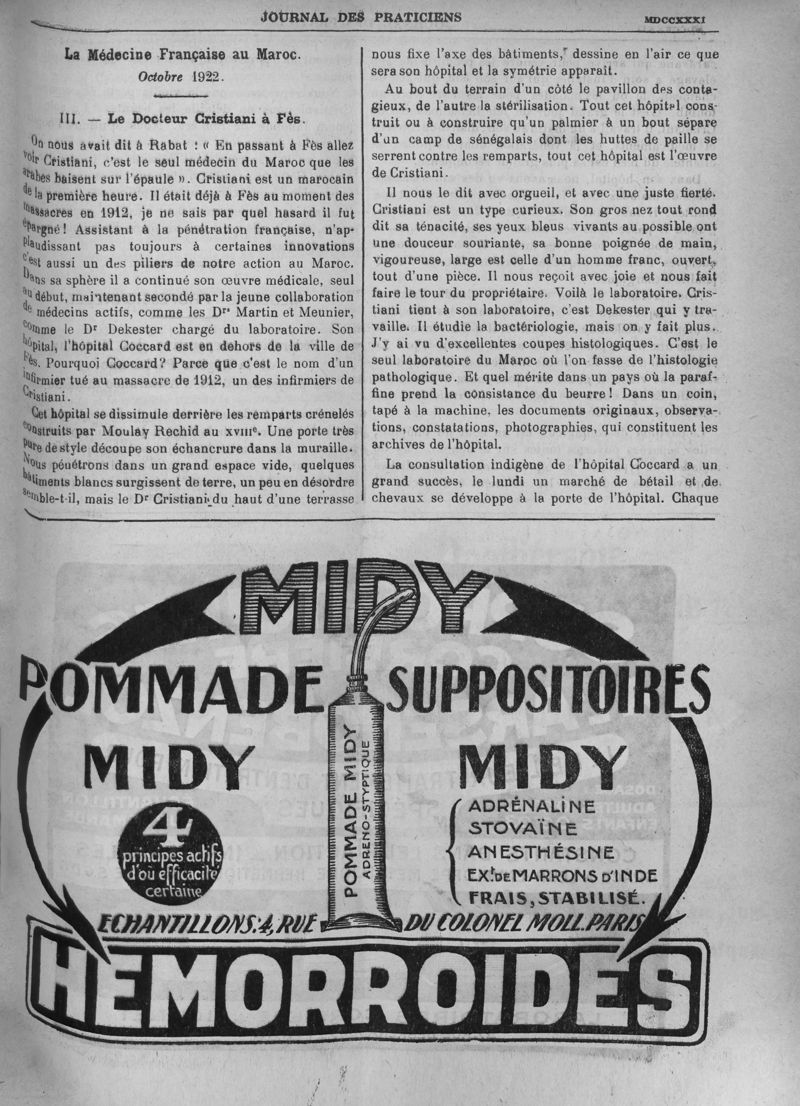 JOURNAL DES PRATICIENS
MDCCXXXI
La Médecine Française au Maroc.
Octobre 1922.
III. — Le Docteur Cristiani à Fès.
On nous avait dit à Rabat : « En passant à Fès allez
voir Cristiani, c'est le seul médecin du Maroc que les
arabes baisent sur l'épaule ». Cristiani est un marocain
de la première heure. Il était déjà à Fès au moment des
massacres en 1912, je ne sais par quel hasard il fut
épargné ! Assistant à la pénétration française, n'ap-
plaudissant pas toujours à certaines innovations
c'est aussi un des piliers de notre action au Maroc.
Dans sa sphère il a continué son œuvre médicale, seul
au début, maintenant secondé par la jeune collaboration
de médecins actifs, comme les Drs Martin et Meunier,
comme le Dr Dekester chargé du laboratoire. Son
hôpital, l'hôpital Coccard est en dehors de la ville de
Fès. Pourquoi Coccard ? Parce que c'est le nom d'un
infirmier tué au massacre de 1912, un des infirmiers de
Cristiani.
Cet hôpital se dissimule derrière les remparts crénelés
construits par Moulay Rechid au XVIIIe. Une porte très
pure de style découpe son échancrure dans la muraille.
Nous pénétrons dans un grand espace vide, quelques
bâtiments blancs surgissent de terre, un peu en désordre
semble-t-il, mais le Dr Cristiani du haut d'une terrasse
nous fixe l'axe des bâtiments, dessine en l'air ce que
sera son hôpital et la symétrie apparaît.
Au bout du terrain d'un côté le pavillon des conta-
gieux, de l'autre la stérilisation. Tout cet hôpital cons-
truit ou à construire qu'un palmier à un bout sépare
d'un camp de sénégalais dont les huttes de paille se
serrent contre les remparts, tout cet hôpital est l'œuvre
de Cristiani.
Il nous le dit avec orgueil, et avec une juste fierté.
Cristiani est un type curieux. Son gros nez tout rond
dit sa ténacité, ses yeux bleus vivants au possible ont
une douceur souriante, sa bonne poignée de main,
vigoureuse, large est celle d'un homme franc, ouvert,
tout d'une pièce. Il nous reçoit avec joie et nous fait
faire le tour du propriétaire. Voilà le laboratoire. Cris-
tiani tient à son laboratoire, c'est Dekester qui y tra-
vaille. Il étudie la bactériologie, mais on y fait plus.
J'y ai vu d'excellentes coupes histologiques. C'est le
seul laboratoire du Maroc où l'on fasse de l'histologie
pathologique. Et quel mérite dans un pays où la paraf-
fine prend la consistance du beurre ! Dans un coin,
tapé à la machine, les documents originaux, observa-
tions, constatations, photographies, qui constituent les
archives de l'hôpital.
La consultation indigène de l'hôpital Coccard a un
grand succès, le lundi un marché de bétail et de
chevaux se développe à la porte de l'hôpital. Chaque
MIDY
POMMADE
MIDY
4
principes actifs
d'où efficacité
certaine
POMMADE MIDY
ADRENO-STYPTIQUE
SUPPOSITOIRES
MIDY
ADRÉNALINE
STOVAÏNE
ANESTHÉSINE
EXt. DE MARRONS D'INDE
FRAIS, STABILISÉ.
ECHANTILLONS: 4, RUE DU COLONEL MOLL. PARIS
HÉMORROIDES